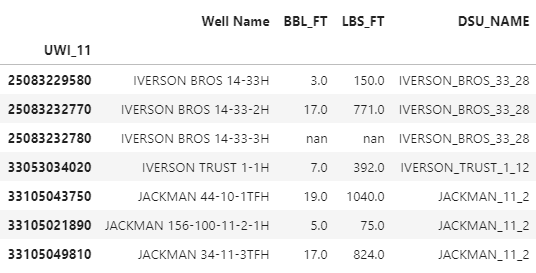 Well Name BBL_FT LBS_FT DSU_NAME
UWI_11
25083229580 IVERSON BROS 14-33H 3.0 150.0 IVERSON_BROS_33_28
25083232770 IVERSON BROS 14-33-2H 17.0 771.0 IVERSON_BROS_33_28
25083232780 IVERSON BROS 14-33-3H nan nan IVERSON_BROS_33_28
33053034020 IVERSON TRUST 1-1H 7.0 392.0 IVERSON_TRUST_1_12
33105043750 JACKMAN 44-10-1TFH 19.0 1040.0 JACKMAN_11_2
33105021890 JACKMAN 156-100-11-2-1H 5.0 75.0 JACKMAN_11_2
33105049810 JACKMAN 34-11-3TFH 17.0 824.0 JACKMAN_11_2